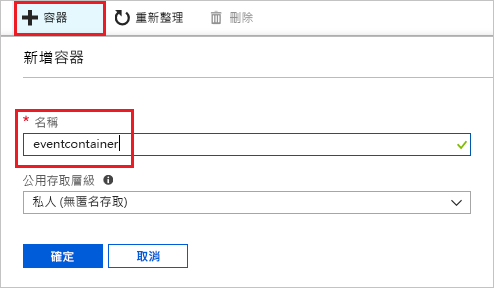 容器 重新整理 刪除
新增容器
* 名稱
eventcontainer
公用存取層級
私人 (無匿名存取)
確定 取消